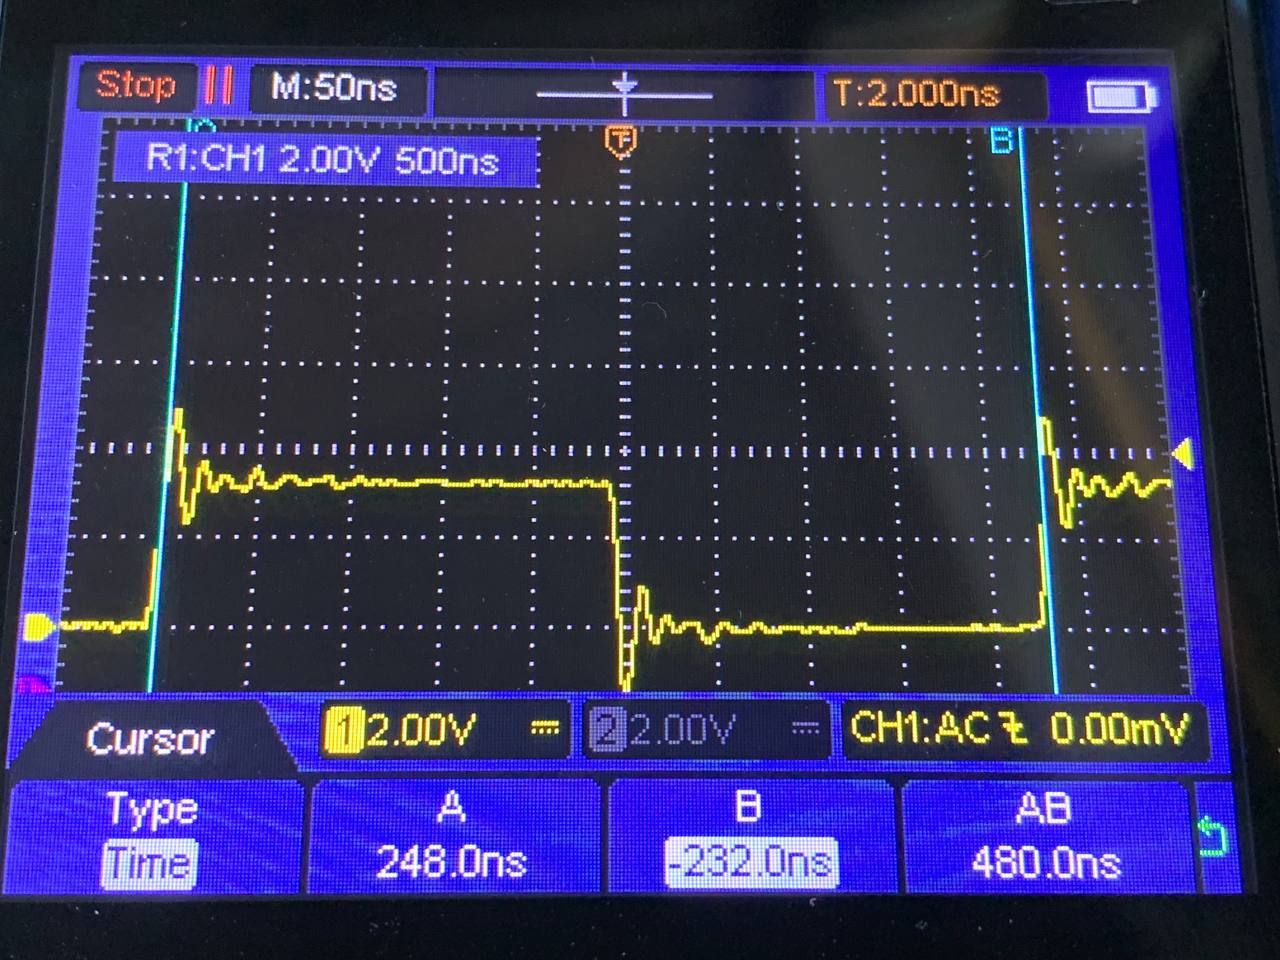 Stop M:50ns T:2.000ns
B
R1:CH1 2.00V 500ns
1 2.00V 2 2.00V CH1:AC 0.00mV
Cursor
Type A B AB
Time 248.0ns -232.0ns 480.0ns